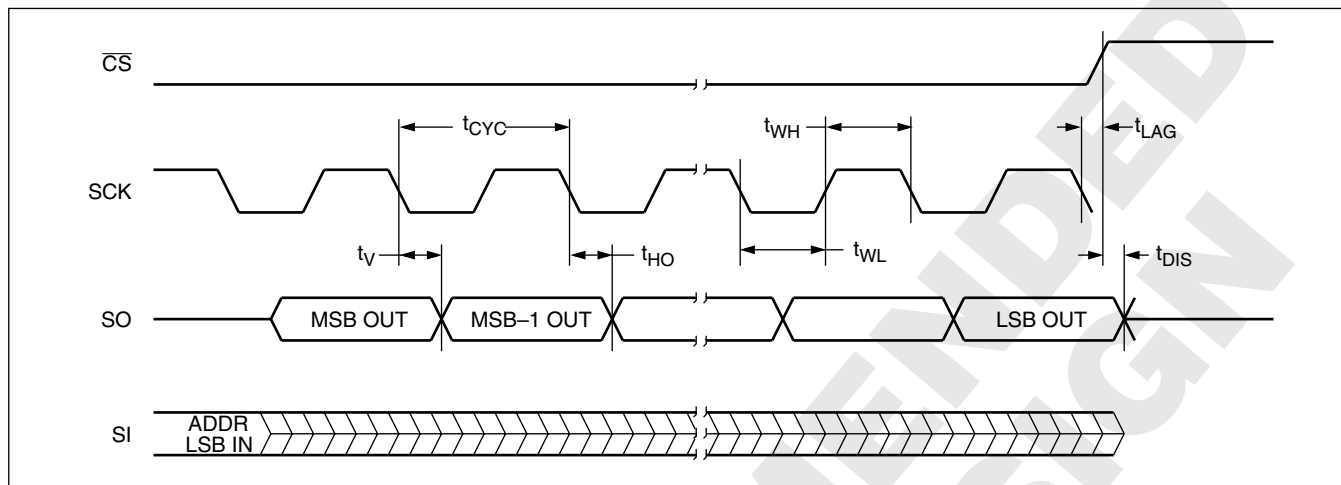 CS
tCYC
tWH
tLAG
SCK
tV
tHO
tWL
tDIS
SO
MSB OUT
MSB–1 OUT
LSB OUT
SI
ADDR
LSB IN